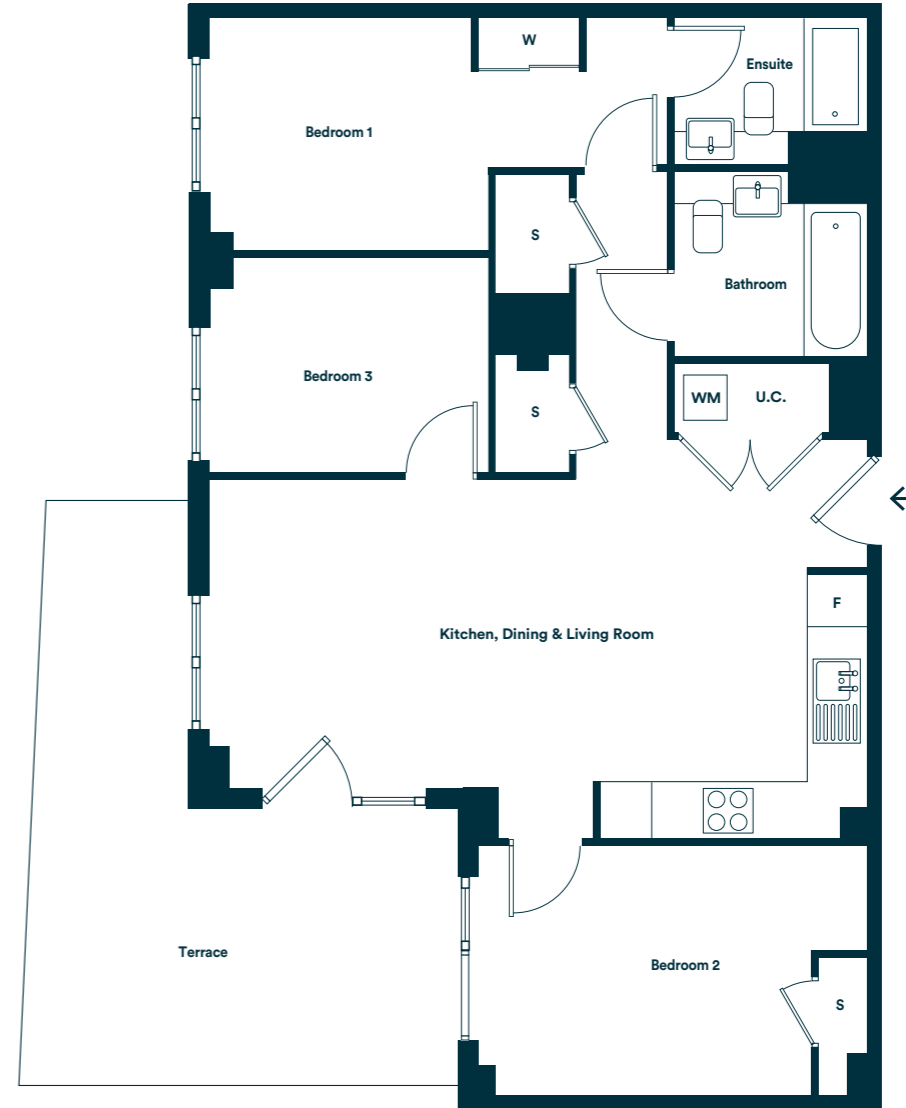 W
Ensuite
Bedroom 1
S
Bathroom
Bedroom 3
WM
U.C.
S
F
Kitchen, Dining & Living Room
Terrace
Bedroom 2
S